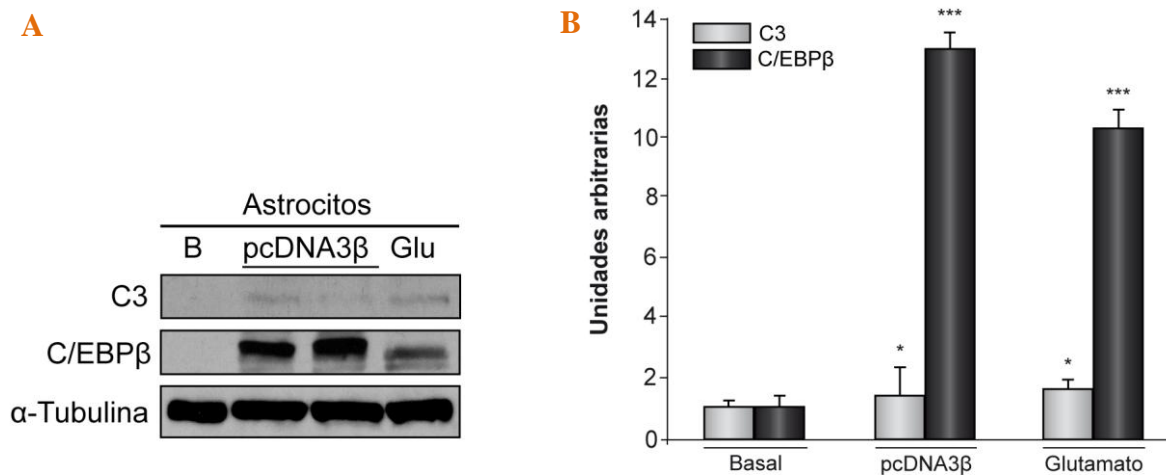 A
Astrocitos
B pcDNA3β Glu
C3
C/EBPβ
α-Tubulina
B
Unidades arbitrarias
14
12
10
8
6
4
2
0
C3
C/EBPβ
***
***
*
*
Basal pcDNA3β Glutamato